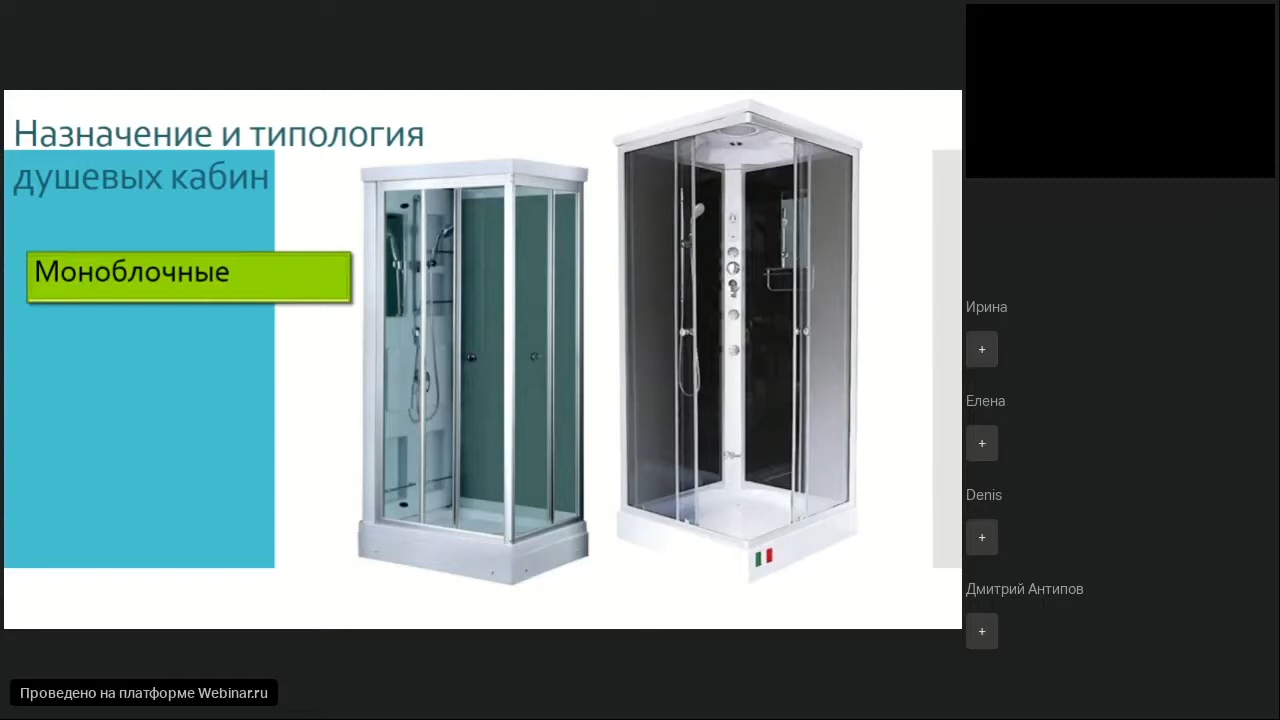 Назначение и типология
душевых кабин
Моноблочные
Ирина
+
Елена
+
Denis
+
Дмитрий Антипов
+
Проведено на платформе Webinar.ru